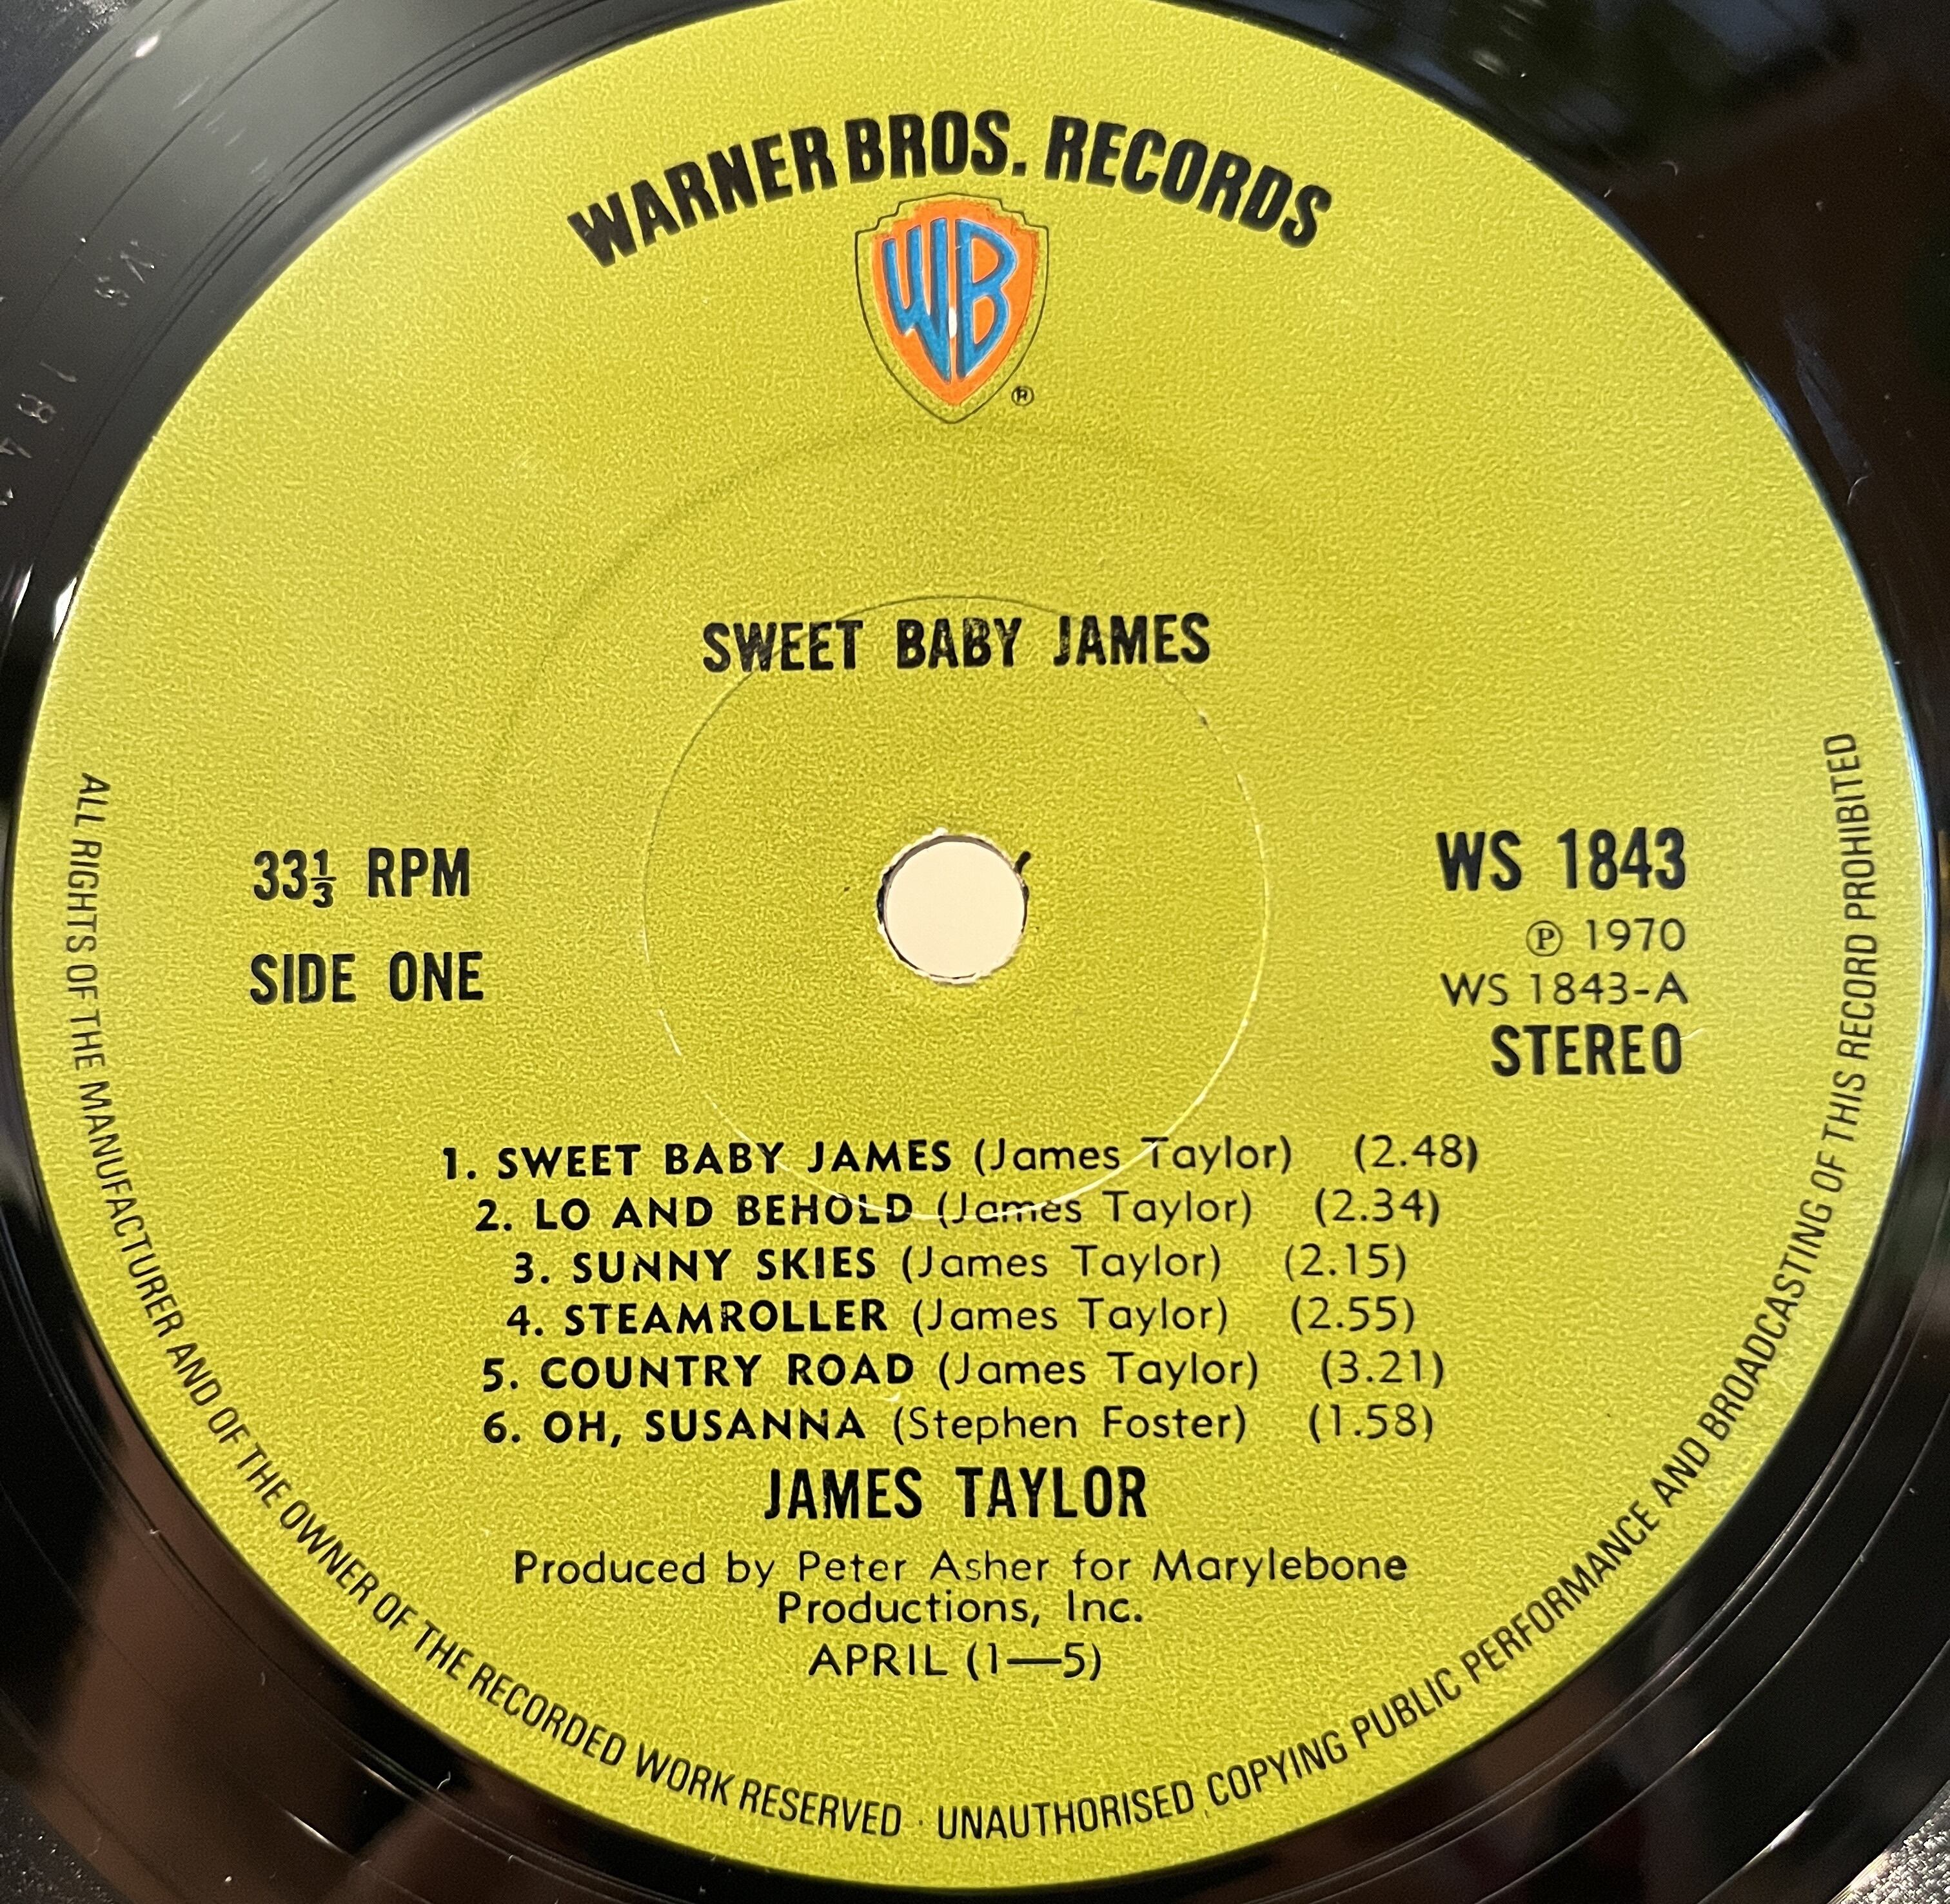 WARNER BROS. RECORDS
WB
®
SWEET BABY JAMES
33⅓ RPM
SIDE ONE
WS 1843
℗ 1970
WS 1843-A
STEREO
1. SWEET BABY JAMES (James Taylor) (2.48)
2. LO AND BEHOLD (James Taylor) (2.34)
3. SUNNY SKIES (James Taylor) (2.15)
4. STEAMROLLER (James Taylor) (2.55)
5. COUNTRY ROAD (James Taylor) (3.21)
6. OH, SUSANNA (Stephen Foster) (1.58)
JAMES TAYLOR
Produced by Peter Asher for Marylebone
Productions, Inc.
APRIL (1—5)
ALL RIGHTS OF THE MANUFACTURER AND OF THE OWNER OF THE RECORDED WORK RESERVED · UNAUTHORISED COPYING PUBLIC PERFORMANCE AND BROADCASTING OF THIS RECORD PROHIBITED